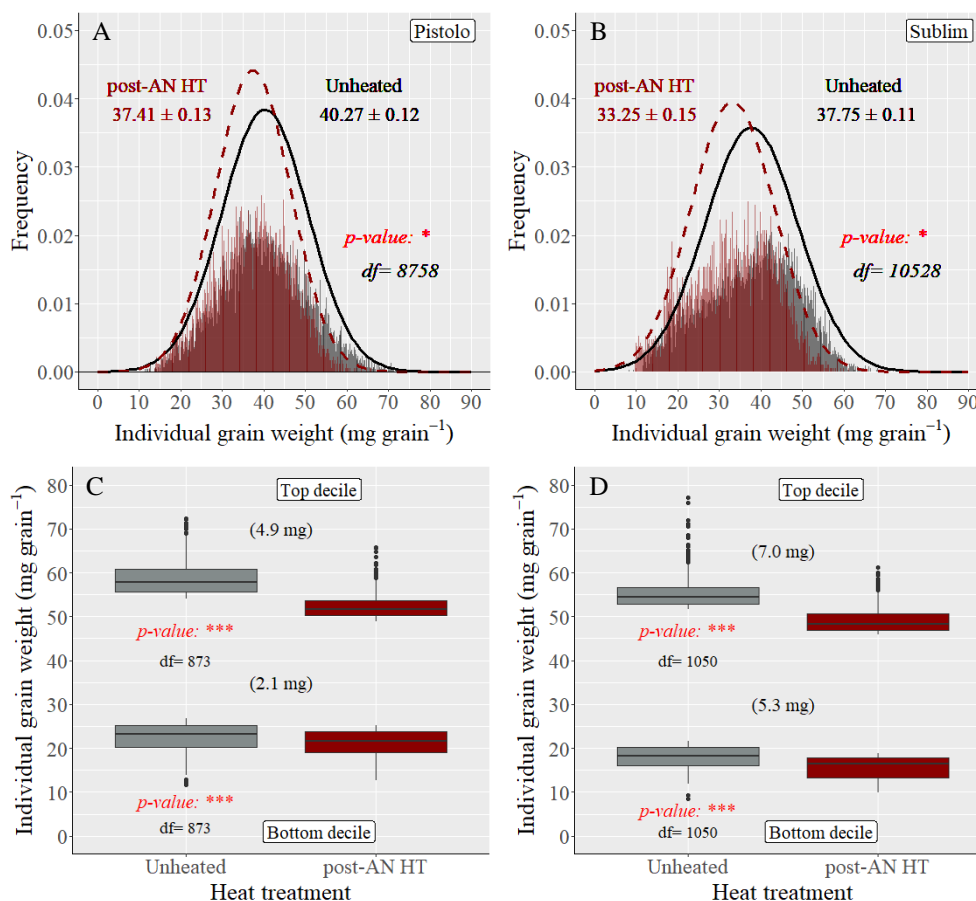 A
Pistolo
post-AN HT
37.41 ± 0.13
Unheated
40.27 ± 0.12
p-value: *
df= 8758
Frequency
0.05
0.04
0.03
0.02
0.01
0.00
0 10 20 30 40 50 60 70 80 90
Individual grain weight (mg grain⁻¹)
B
Sublim
post-AN HT
33.25 ± 0.15
Unheated
37.75 ± 0.11
p-value: *
df= 10528
Frequency
0.05
0.04
0.03
0.02
0.01
0.00
0 10 20 30 40 50 60 70 80 90
Individual grain weight (mg grain⁻¹)
C
Top decile
(4.9 mg)
p-value: ***
df= 873
(2.1 mg)
p-value: ***
df= 873
Bottom decile
Individual grain weight (mg grain⁻¹)
80
70
60
50
40
30
20
10
0
Unheated post-AN HT
Heat treatment
D
Top decile
(7.0 mg)
p-value: ***
df= 1050
(5.3 mg)
p-value: ***
df= 1050
Bottom decile
Individual grain weight (mg grain⁻¹)
80
70
60
50
40
30
20
10
0
Unheated post-AN HT
Heat treatment